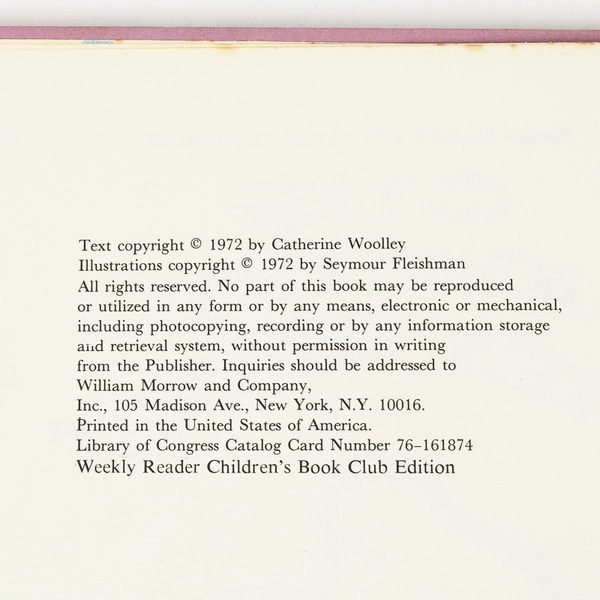 Text copyright © 1972 by Catherine Woolley
Illustrations copyright © 1972 by Seymour Fleishman
All rights reserved. No part of this book may be reproduced
or utilized in any form or by any means, electronic or mechanical,
including photocopying, recording or by any information storage
and retrieval system, without permission in writing
from the Publisher. Inquiries should be addressed to
William Morrow and Company,
Inc., 105 Madison Ave., New York, N.Y. 10016.
Printed in the United States of America.
Library of Congress Catalog Card Number 76–161874
Weekly Reader Children's Book Club Edition